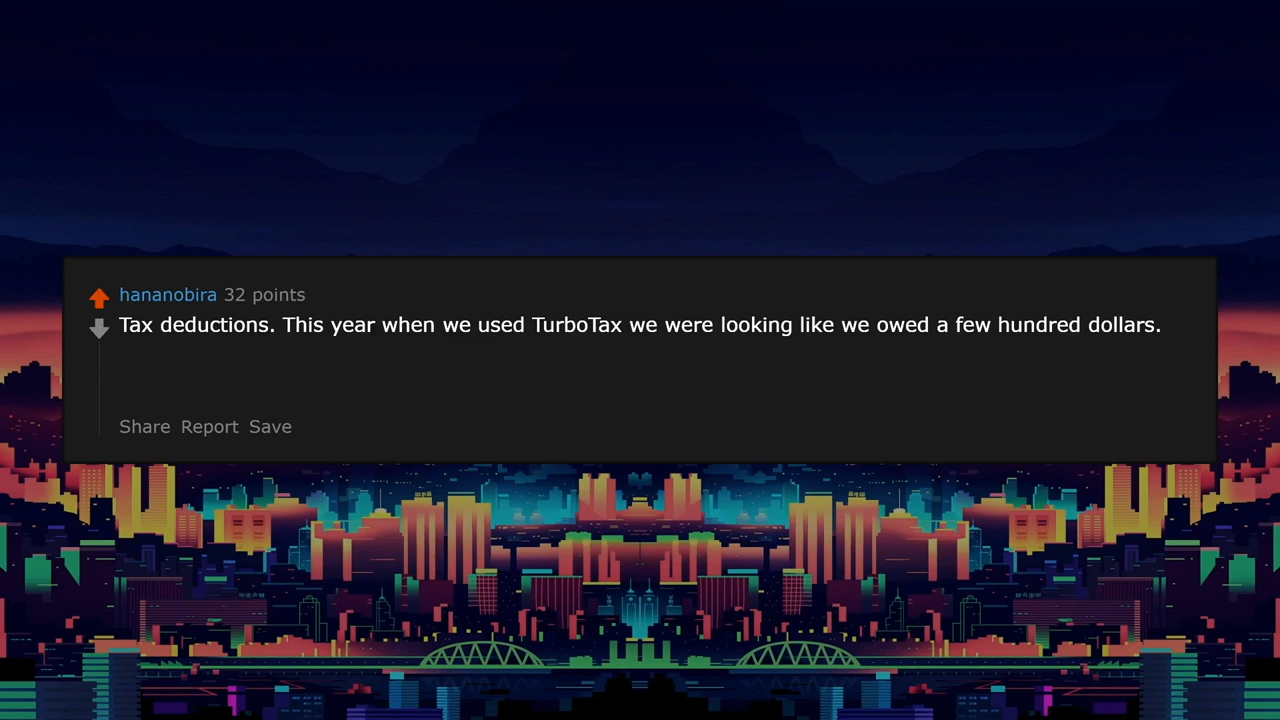 hananobira 32 points
Tax deductions. This year when we used TurboTax we were looking like we owed a few hundred dollars.
Share Report Save